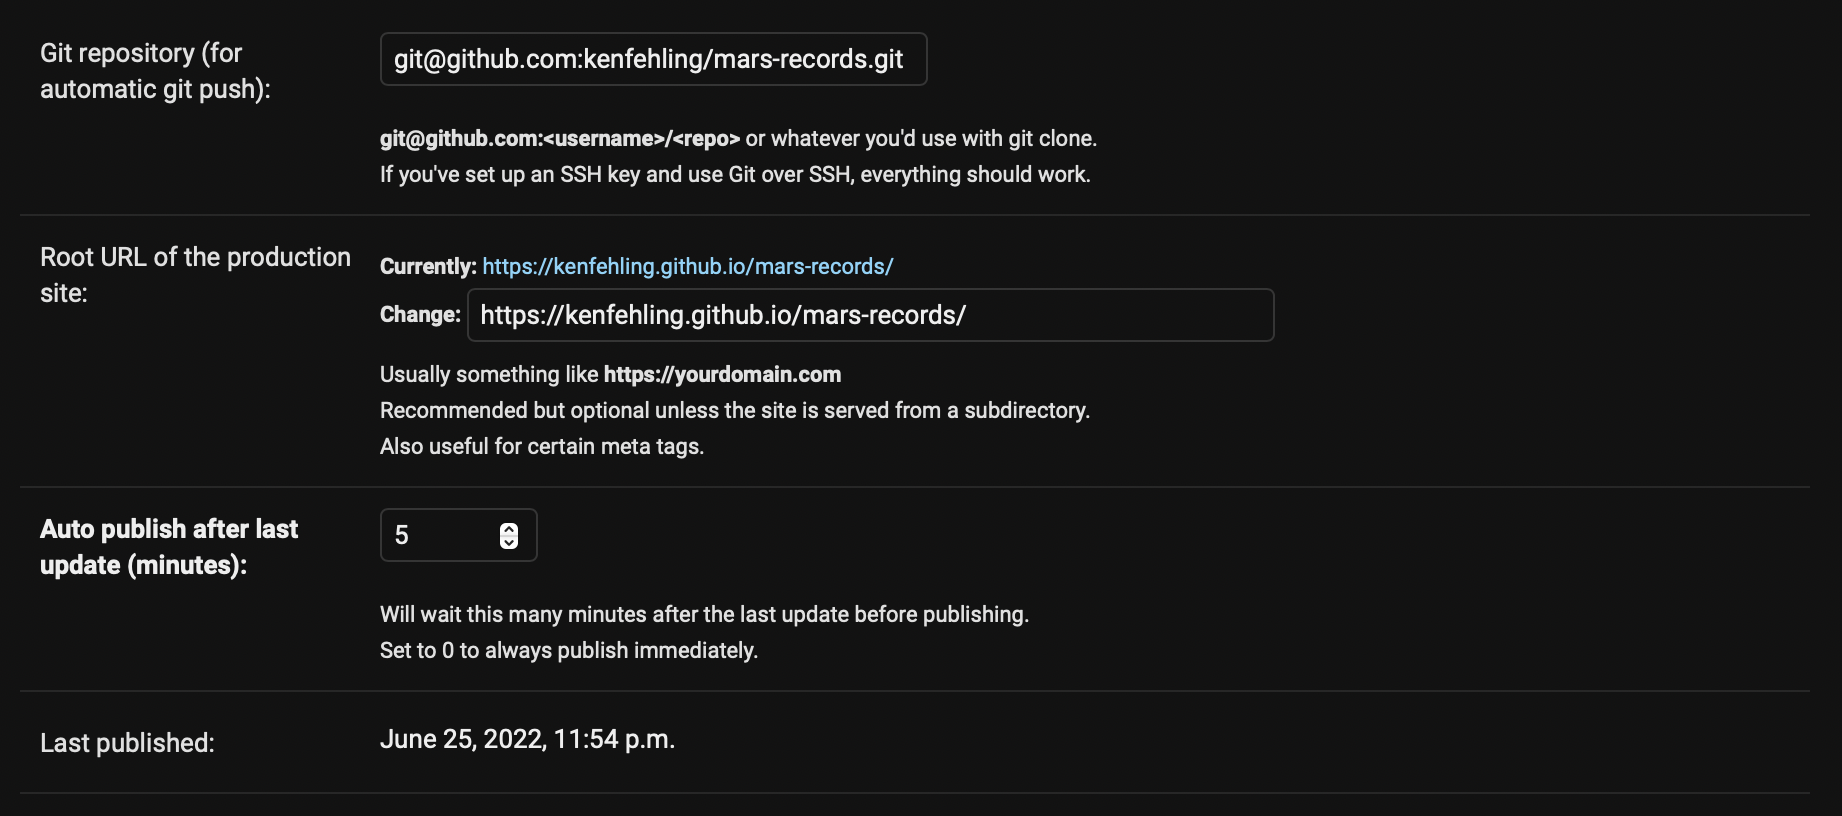 Git repository (for
automatic git push):
git@github.com:kenfehling/mars-records.git
git@github.com:<username>/<repo> or whatever you'd use with git clone.
If you've set up an SSH key and use Git over SSH, everything should work.
Root URL of the production
site:
Currently: https://kenfehling.github.io/mars-records/
Change: https://kenfehling.github.io/mars-records/
Usually something like https://yourdomain.com
Recommended but optional unless the site is served from a subdirectory.
Also useful for certain meta tags.
Auto publish after last
update (minutes):
5
Will wait this many minutes after the last update before publishing.
Set to 0 to always publish immediately.
Last published:
June 25, 2022, 11:54 p.m.